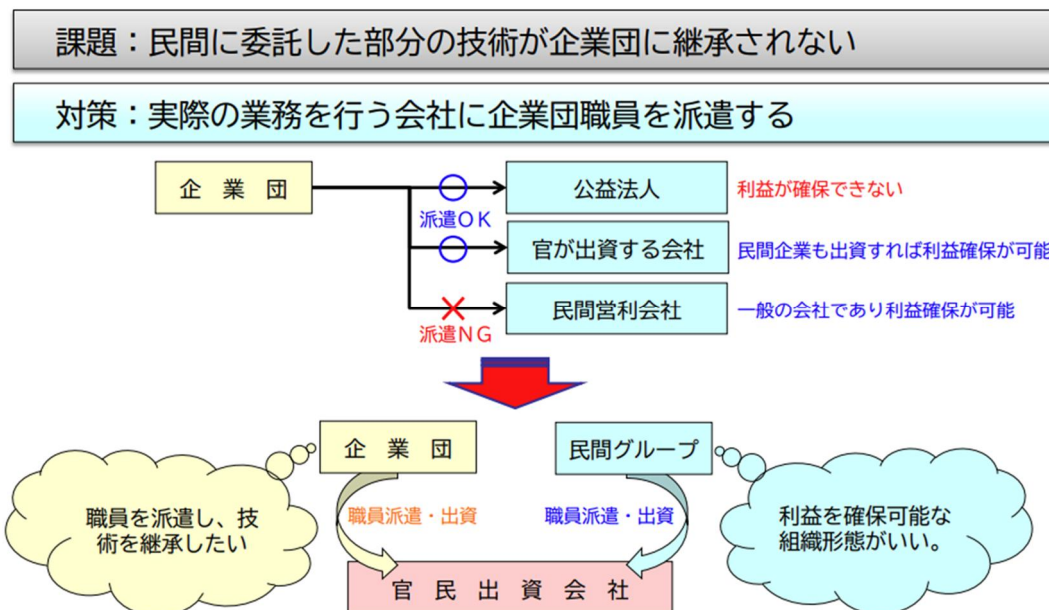 課題：民間に委託した部分の技術が企業団に継承されない
対策：実際の業務を行う会社に企業団職員を派遣する
企　業　団
公益法人
利益が確保できない
派遣ＯＫ
官が出資する会社
民間企業も出資すれば利益確保が可能
民間営利会社
一般の会社であり利益確保が可能
派遣ＮＧ
企　業　団
民間グループ
職員を派遣し、技
術を継承したい
職員派遣・出資
職員派遣・出資
利益を確保可能な
組織形態がいい。
官　民　出　資　会　社